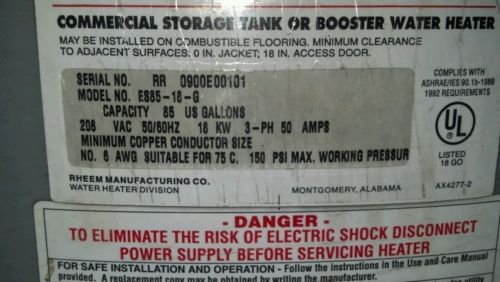 COMMERCIAL STORAGE TANK OR BOOSTER WATER HEATER
MAY BE INSTALLED ON COMBUSTIBLE FLOORING. MINIMUM CLEARANCE
TO ADJACENT SURFACES, 0 IN. JACKET; 18 IN. ACCESS DOOR.
SERIAL NO. RR 0900E00101
MODEL NO. ES85-18-G
CAPACITY 85 US GALLONS
208 VAC 50/60HZ 18 KW 3-PH 50 AMPS
MINIMUM COPPER CONDUCTOR SIZE
NO. 6 AWG SUITABLE FOR 75 C. 150 PSI MAX. WORKING PRESSUR
COMPLIES WITH
ASHRAE/IES 90.1b-1989
1992 REQUIREMENTS
UL
LISTED
18 GO
RHEEM MANUFACTURING CO.
WATER HEATER DIVISION
MONTGOMERY, ALABAMA
AX4277-2
- DANGER -
TO ELIMINATE THE RISK OF ELECTRIC SHOCK DISCONNECT
POWER SUPPLY BEFORE SERVICING HEATER
FOR SAFE INSTALLATION AND OPERATION - Follow the instructions in the Use and Care Manual
provided. A replacement copy may be obtained by writing the manufacturer.